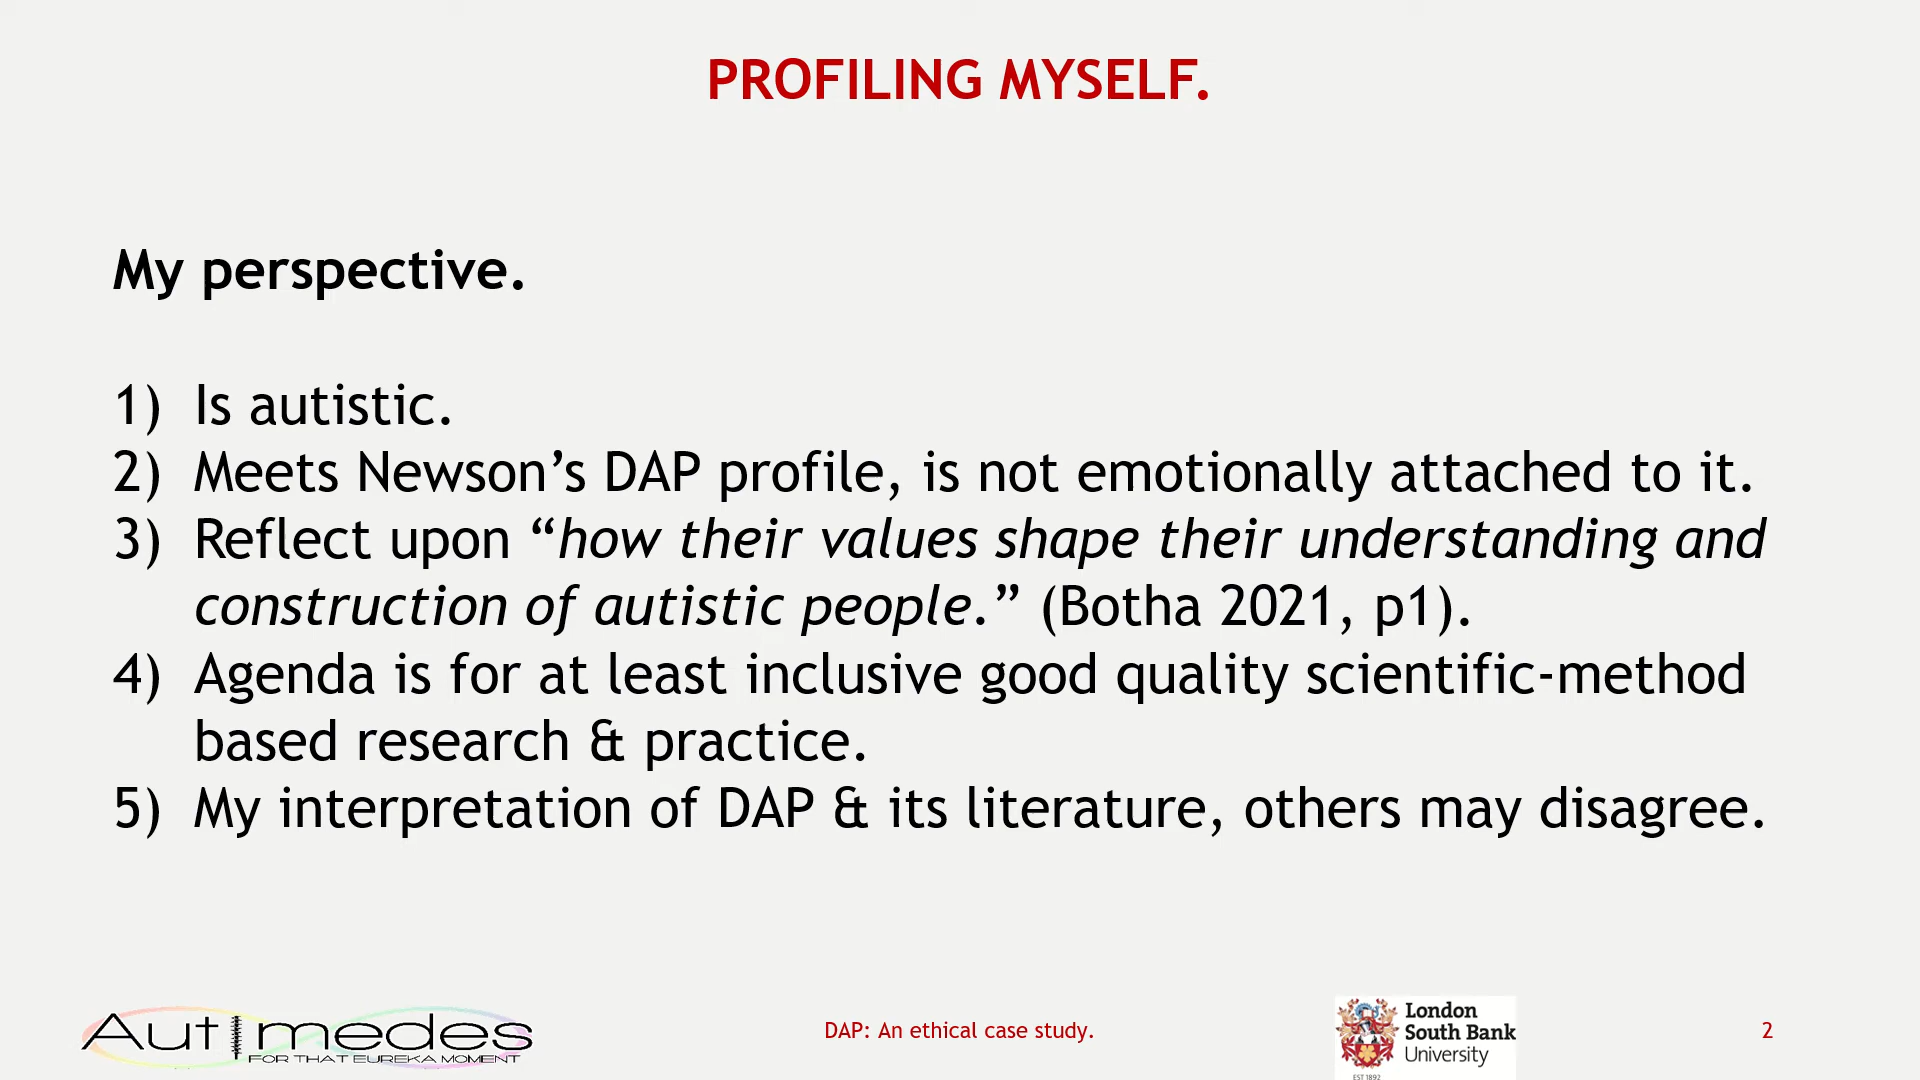 PROFILING MYSELF.
My perspective.
1) Is autistic.
2) Meets Newson’s DAP profile, is not emotionally attached to it.
3) Reflect upon “how their values shape their understanding and
construction of autistic people.” (Botha 2021, p1).
4) Agenda is for at least inclusive good quality scientific-method
based research & practice.
5) My interpretation of DAP & its literature, others may disagree.
Autimedes
FOR THAT EUREKA MOMENT
DAP: An ethical case study.
London
South Bank
University
EST 1892
2